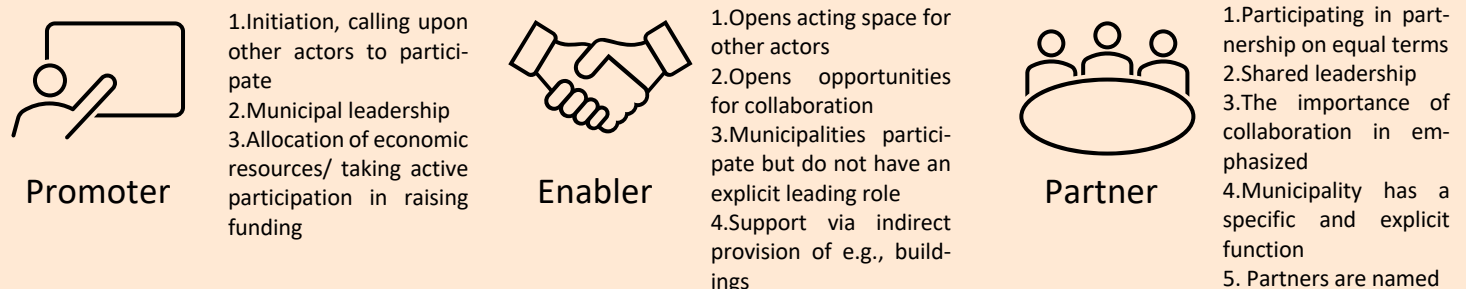 Promoter
1.Initiation, calling upon
other actors to partici-
pate
2.Municipal leadership
3.Allocation of economic
resources/ taking active
participation in raising
funding
Enabler
1.Opens acting space for
other actors
2.Opens opportunities
for collaboration
3.Municipalities partici-
pate but do not have an
explicit leading role
4.Support via indirect
provision of e.g., build-
ings
Partner
1.Participating in part-
nership on equal terms
2.Shared leadership
3.The importance of
collaboration in em-
phasized
4.Municipality has a
specific and explicit
function
5. Partners are named